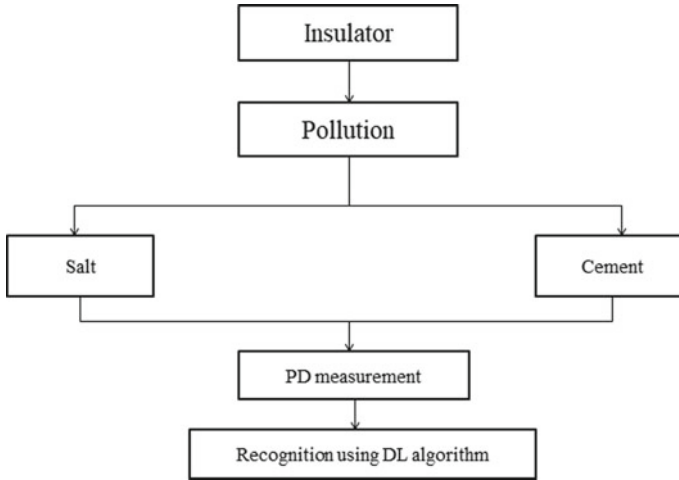 Insulator
Pollution
Salt
Cement
PD measurement
Recognition using DL algorithm